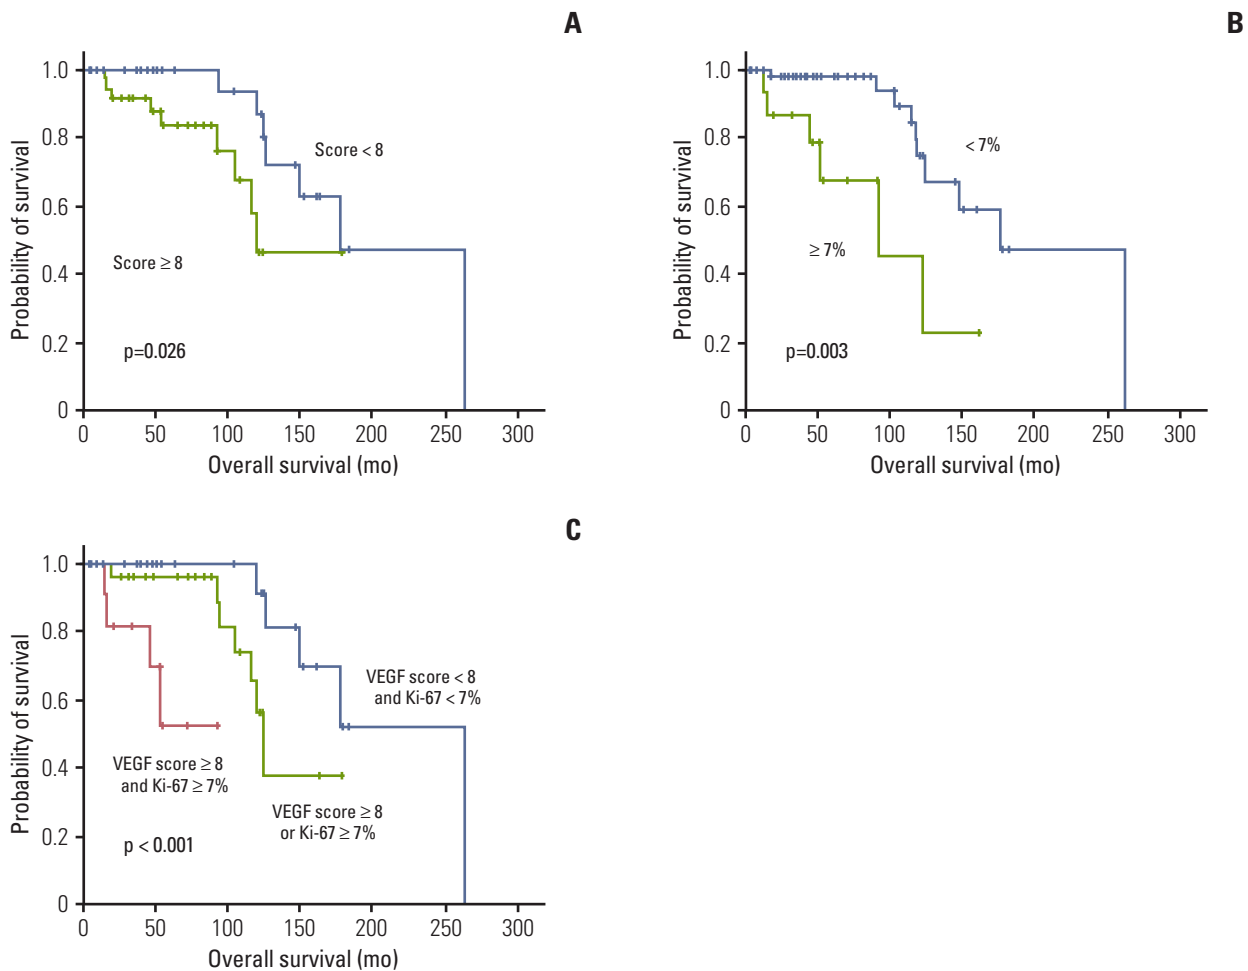 A
Probability of survival
1.0
0.8
0.6
0.4
0.2
0
Score < 8
Score ≥ 8
p=0.026
0 50 100 150 200 250 300
Overall survival (mo)
B
Probability of survival
1.0
0.8
0.6
0.4
0.2
0
< 7%
≥ 7%
p=0.003
0 50 100 150 200 250 300
Overall survival (mo)
C
Probability of survival
1.0
0.8
0.6
0.4
0.2
0
VEGF score < 8
and Ki-67 < 7%
VEGF score ≥ 8
and Ki-67 ≥ 7%
VEGF score ≥ 8
or Ki-67 ≥ 7%
p < 0.001
0 50 100 150 200 250 300
Overall survival (mo)